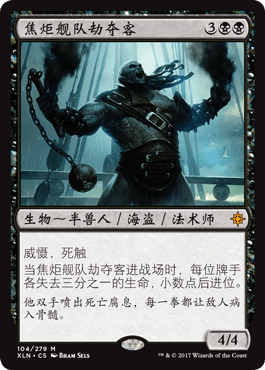 焦炬舰队劫夺客 3
生物～半兽人／海盗／法术师
威慑，死触
当焦炬舰队劫夺客进战场时，每位牌手
各失去三分之一的生命，小数点后进位。
他双手喷出死亡腐息，每一拳都让敌人病
入骨髓。
104/279 M
XLN • CS BRAM SELS
™ & © 2017 Wizards of the Coast
4/4